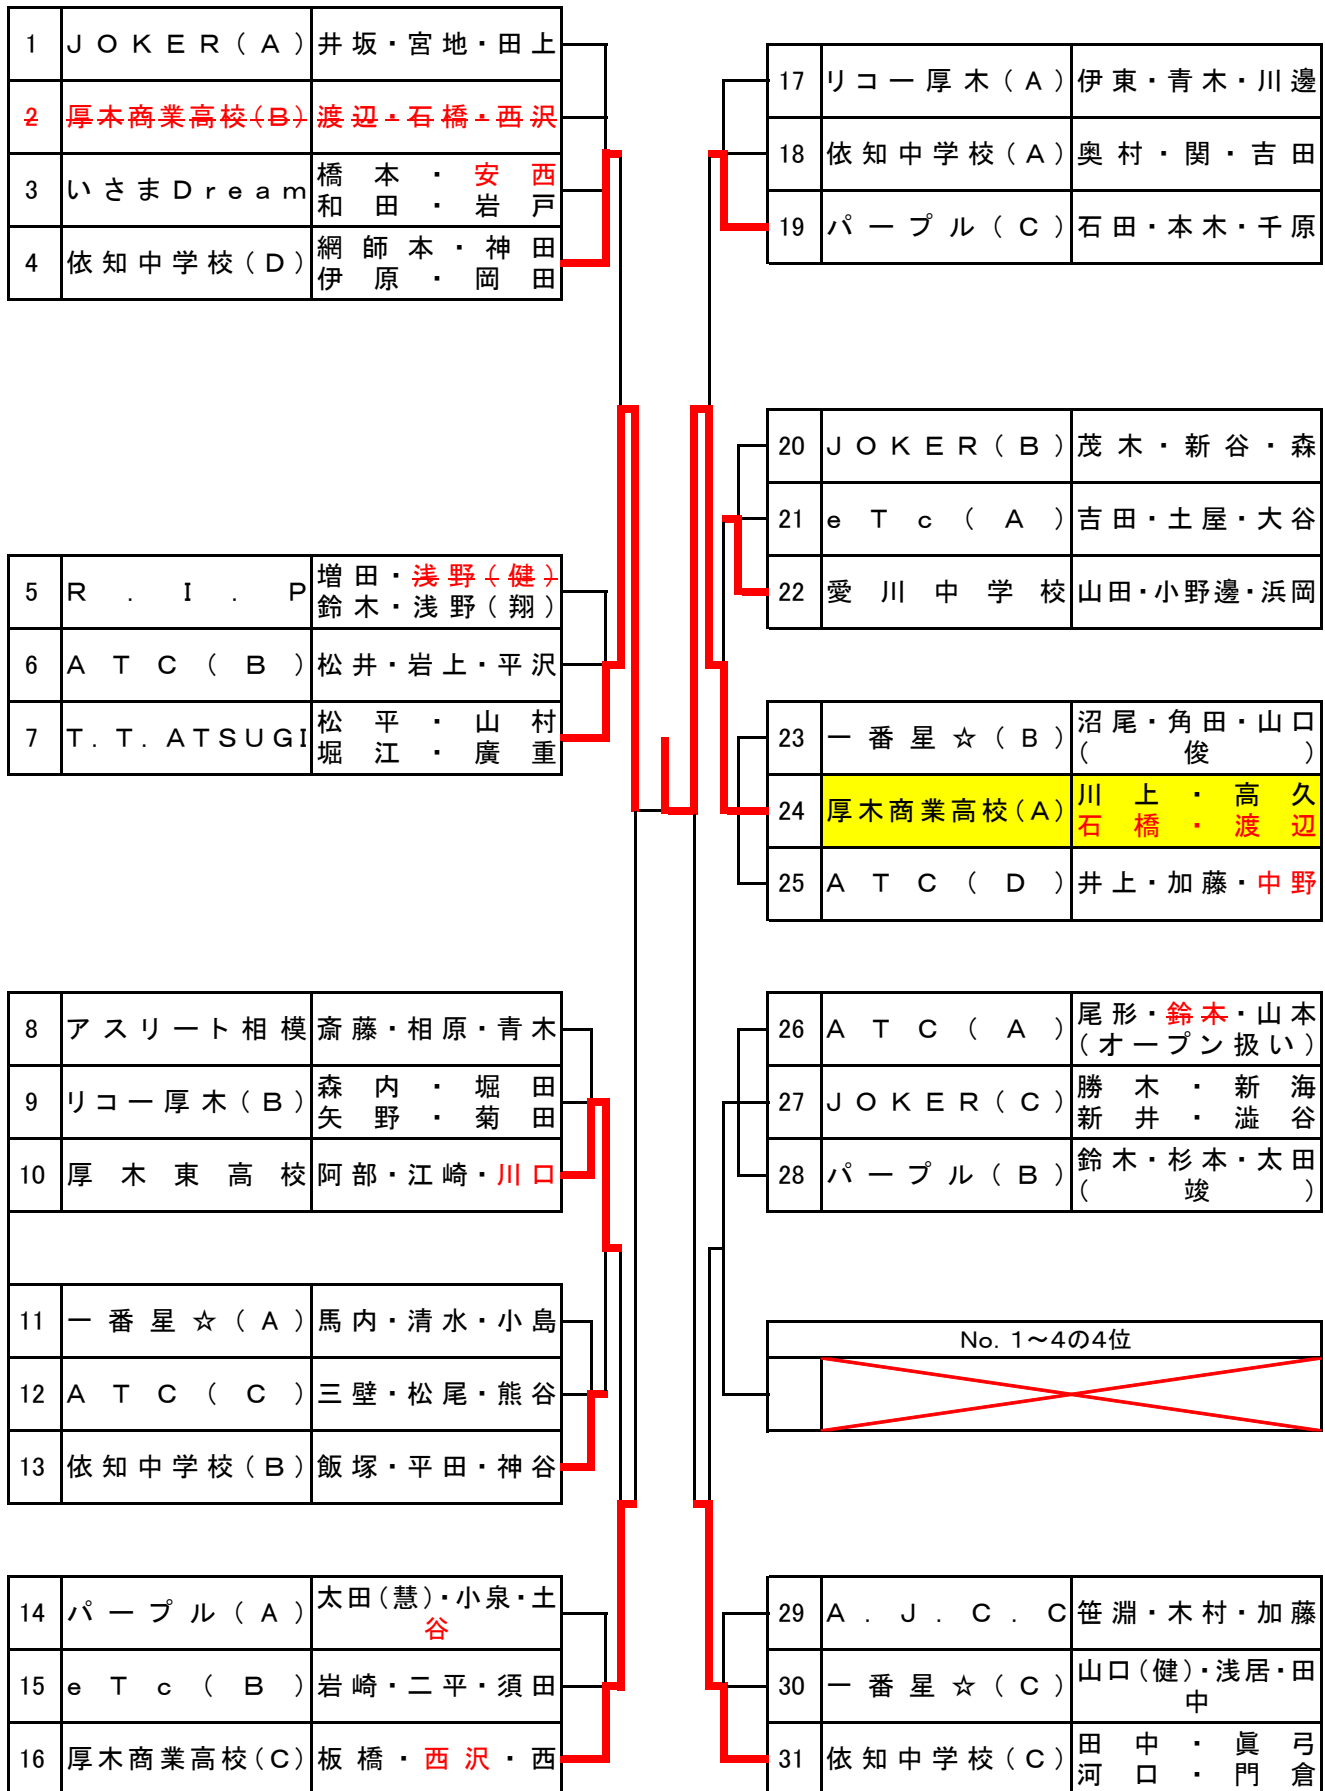 1 JOKER(A) 井坂・宮地・田上
2 厚木商業高校(B) 渡辺・石橋・西沢
3 いさまDream 橋本・安西
和田・岩戸
4 依知中学校(D) 網師本・神田
伊原・岡田
5 R.I.P 増田・浅野(健)
鈴木・浅野(翔)
6 ATC(B) 松井・岩上・平沢
7 T.T.ATSUGI 松平・山村
堀江・廣重
8 アスリート相模 斎藤・相原・青木
9 リコー厚木(B) 森内・堀田
矢野・菊田
10 厚木東高校 阿部・江崎・川口
11 一番星☆(A) 馬内・清水・小島
12 ATC(C) 三壁・松尾・熊谷
13 依知中学校(B) 飯塚・平田・神谷
14 パープル(A) 太田(慧)・小泉・土
谷
15 eTc(B) 岩崎・二平・須田
16 厚木商業高校(C) 板橋・西沢・西
17 リコー厚木(A) 伊東・青木・川邊
18 依知中学校(A) 奥村・関・吉田
19 パープル(C) 石田・本木・千原
20 JOKER(B) 茂木・新谷・森
21 eTc(A) 吉田・土屋・大谷
22 愛川中学校 山田・小野邊・浜岡
23 一番星☆(B) 沼尾・角田・山口
(俊)
24 厚木商業高校(A) 川上・高久
石橋・渡辺
25 ATC(D) 井上・加藤・中野
26 ATC(A) 尾形・鈴木・山本
(オープン扱い)
27 JOKER(C) 勝木・新海
新井・澁谷
28 パープル(B) 鈴木・杉本・太田
(竣)
No. 1～4の4位
29 A.J.C.C 笹淵・木村・加藤
30 一番星☆(C) 山口(健)・浅居・田
中
31 依知中学校(C) 田中・眞弓
河口・門倉